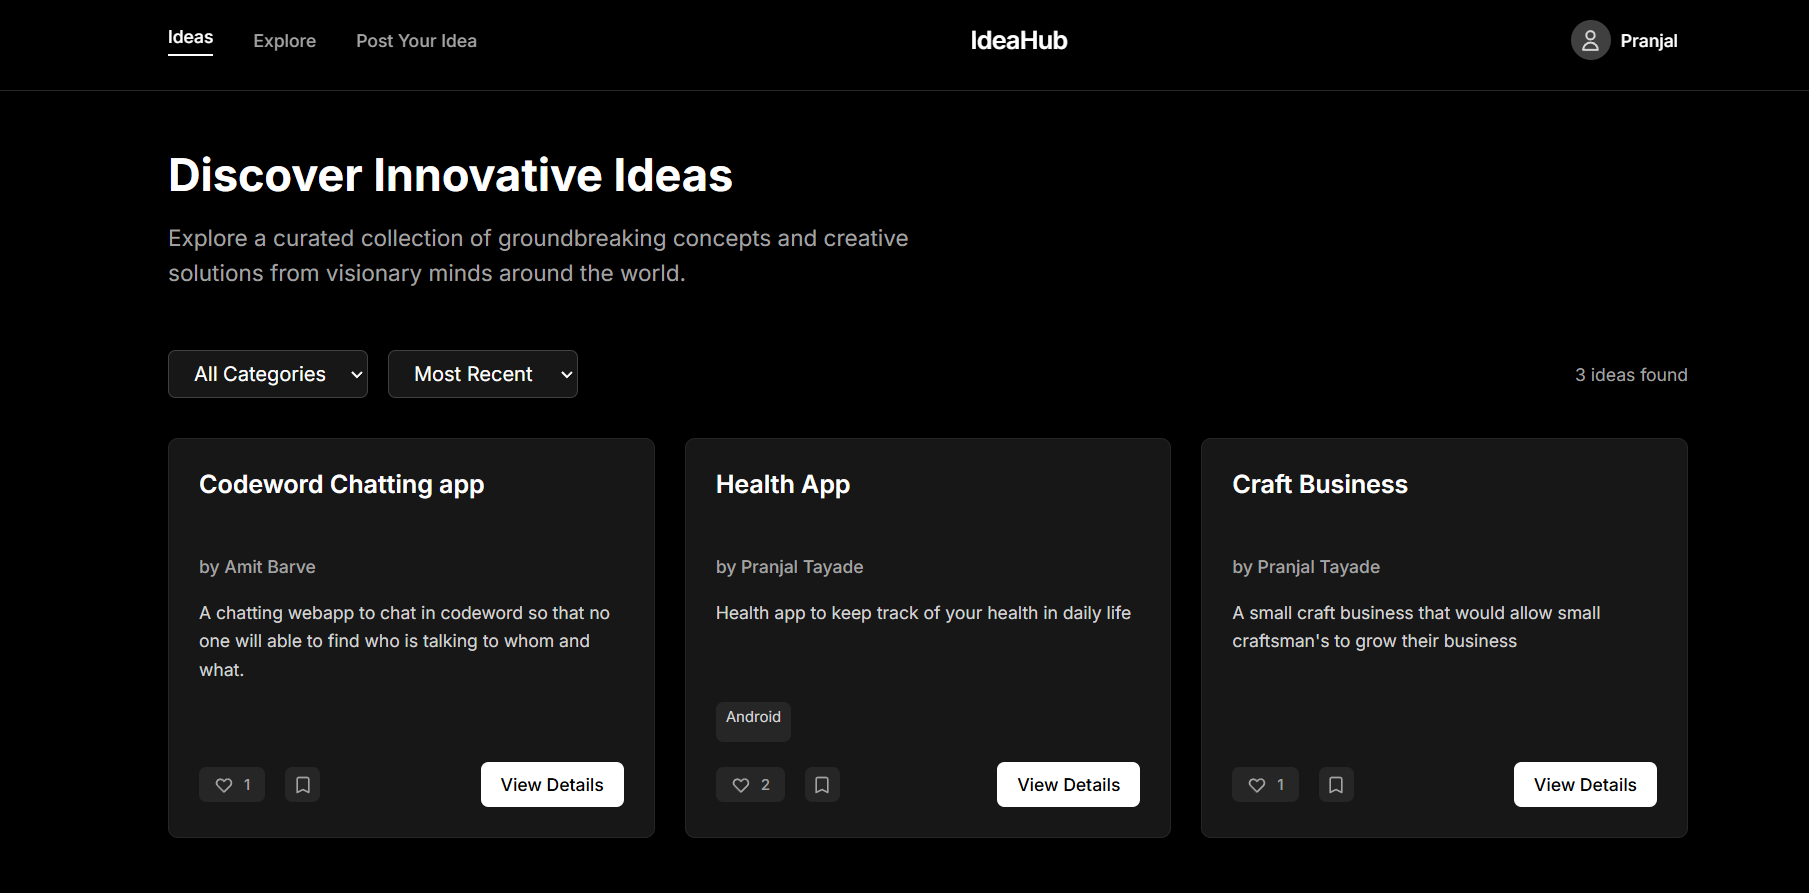 Ideas
Explore
Post Your Idea
IdeaHub
Pranjal
Discover Innovative Ideas
Explore a curated collection of groundbreaking concepts and creative
solutions from visionary minds around the world.
All Categories
Most Recent
3 ideas found
Codeword Chatting app
by Amit Barve
A chatting webapp to chat in codeword so that no
one will able to find who is talking to whom and
what.
1
View Details
Health App
by Pranjal Tayade
Health app to keep track of your health in daily life
Android
2
View Details
Craft Business
by Pranjal Tayade
A small craft business that would allow small
craftsman's to grow their business
1
View Details